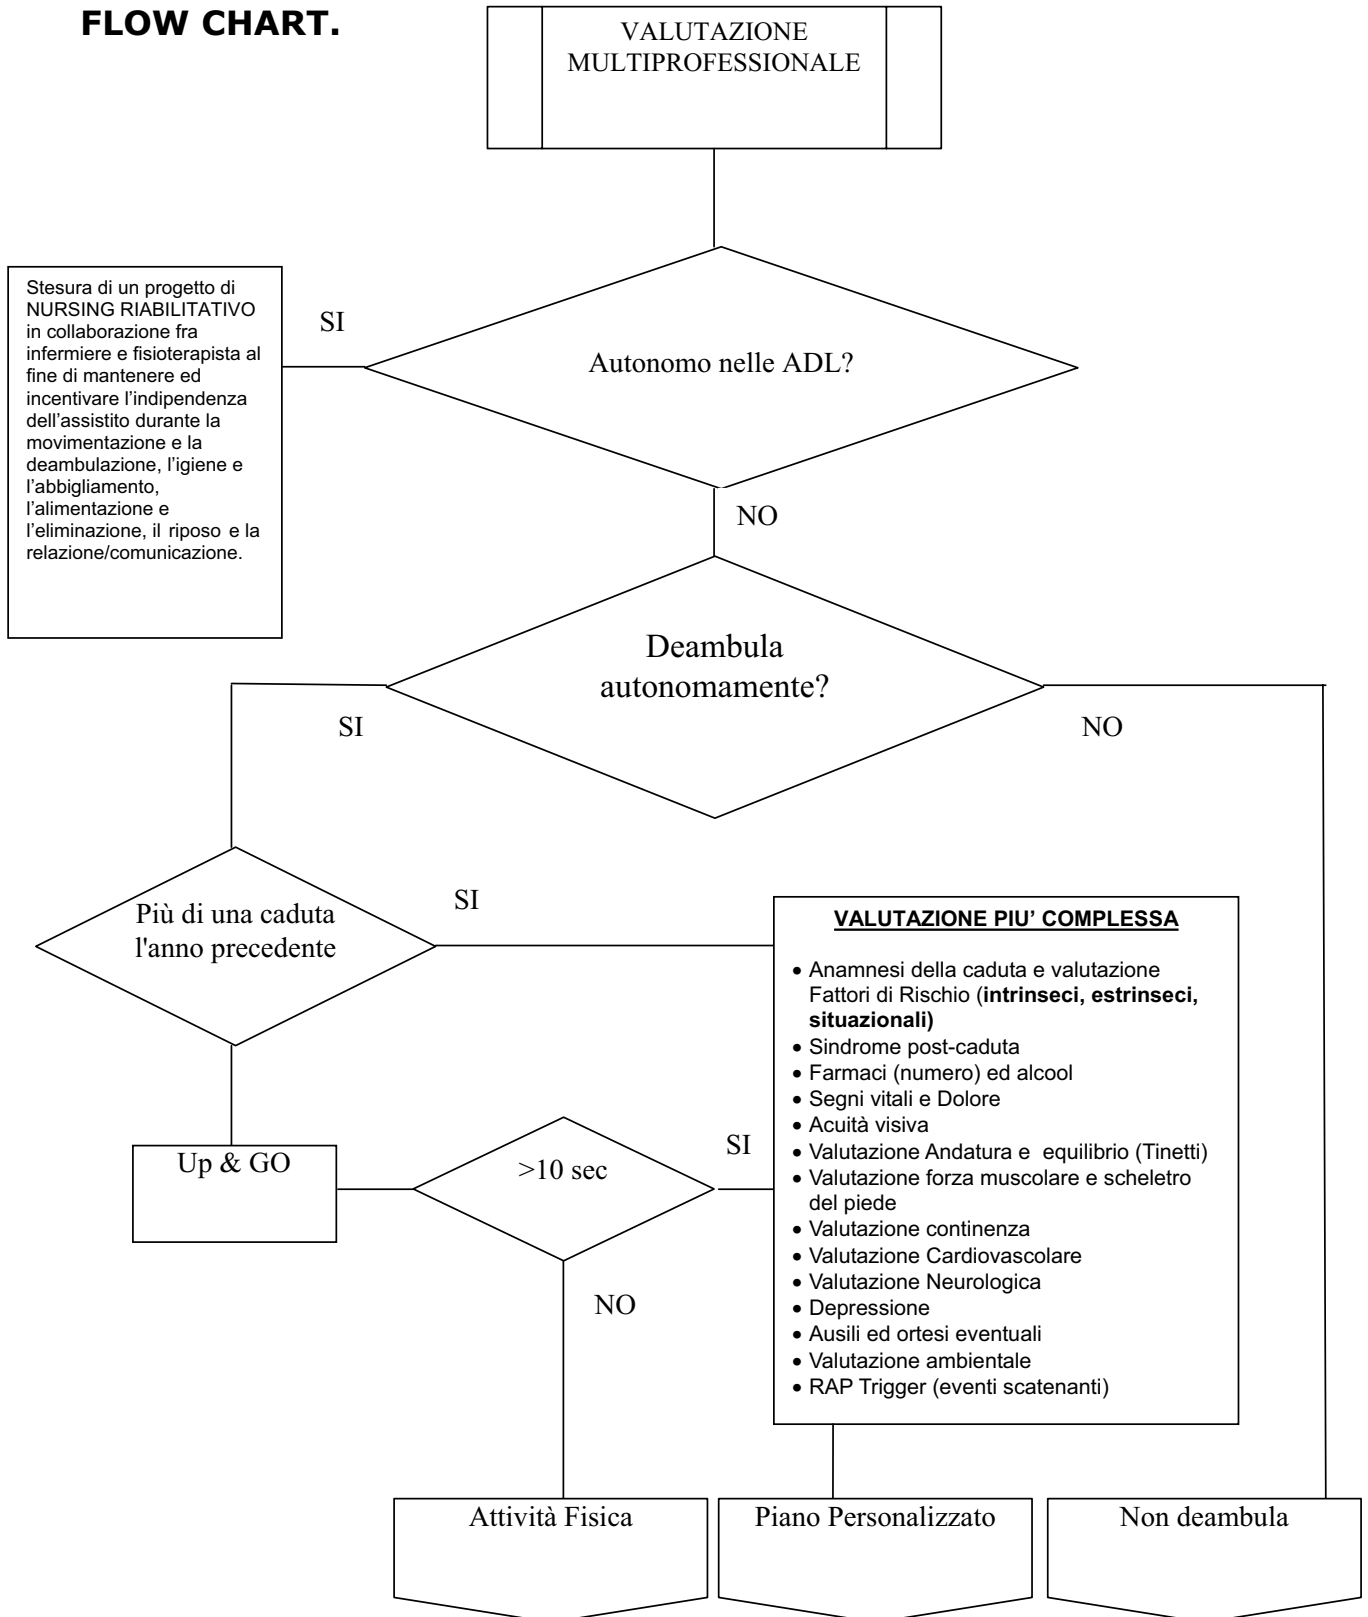 FLOW CHART.
VALUTAZIONE
MULTIPROFESSIONALE
Stesura di un progetto di
NURSING RIABILITATIVO
in collaborazione fra
infermiere e fisioterapista al
fine di mantenere ed
incentivare l’indipendenza
dell’assistito durante la
movimentazione e la
deambulazione, l’igiene e
l’abbigliamento,
l’alimentazione e
l’eliminazione, il riposo e la
relazione/comunicazione.
SI
Autonomo nelle ADL?
NO
Deambula
autonomamente?
SI
NO
Più di una caduta
l'anno precedente
SI
VALUTAZIONE PIU’ COMPLESSA
• Anamnesi della caduta e valutazione
Fattori di Rischio (intrinseci, estrinseci,
situazionali)
• Sindrome post-caduta
• Farmaci (numero) ed alcool
• Segni vitali e Dolore
• Acuità visiva
• Valutazione Andatura e equilibrio (Tinetti)
• Valutazione forza muscolare e scheletro
del piede
• Valutazione continenza
• Valutazione Cardiovascolare
• Valutazione Neurologica
• Depressione
• Ausili ed ortesi eventuali
• Valutazione ambientale
• RAP Trigger (eventi scatenanti)
Up & GO
>10 sec
SI
NO
Attività Fisica
Piano Personalizzato
Non deambula